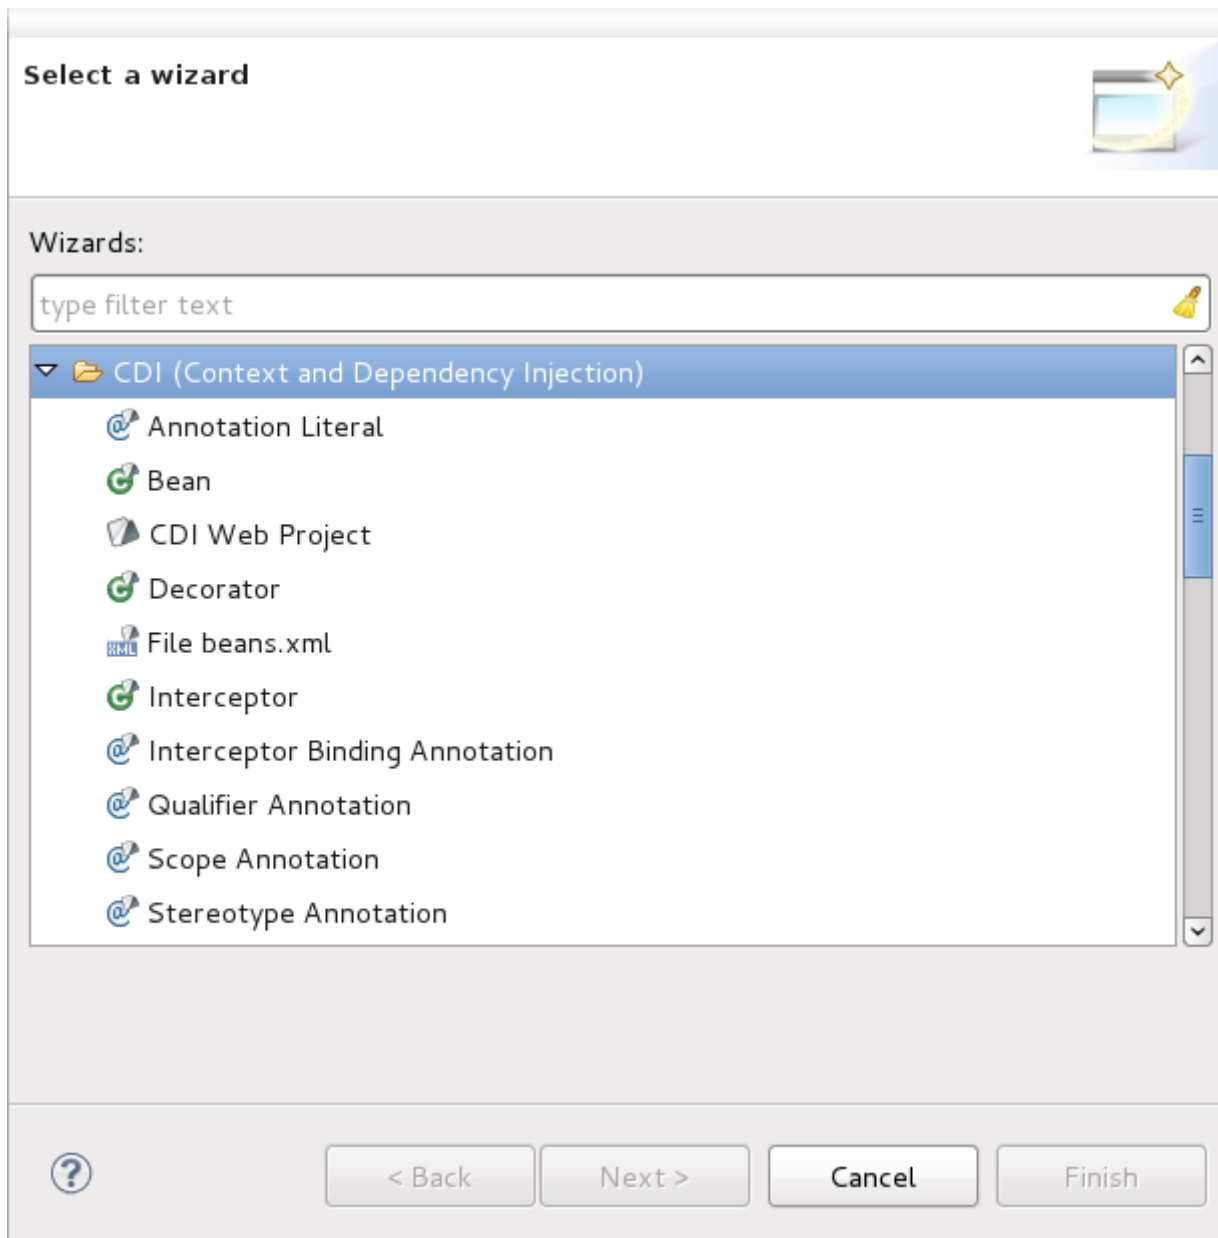 Select a wizard
Wizards:
type filter text
CDI (Context and Dependency Injection)
Annotation Literal
Bean
CDI Web Project
Decorator
XML File beans.xml
Interceptor
Interceptor Binding Annotation
Qualifier Annotation
Scope Annotation
Stereotype Annotation
? < Back Next > Cancel Finish